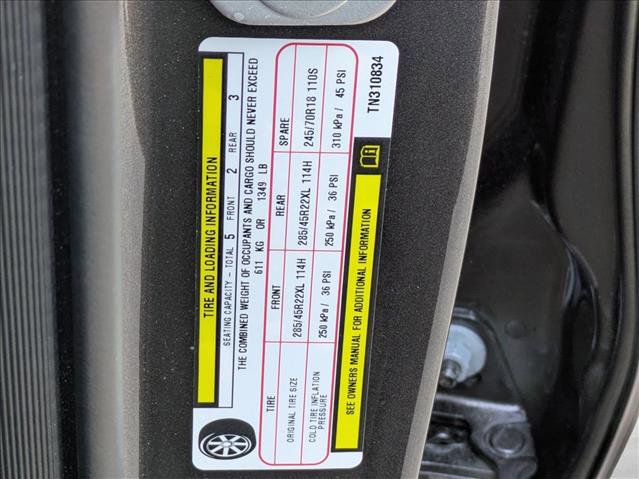 TIRE AND LOADING INFORMATION
SEATING CAPACITY - TOTAL 5 FRONT 2 REAR 3
THE COMBINED WEIGHT OF OCCUPANTS AND CARGO SHOULD NEVER EXCEED
611 KG OR 1349 LB
TIRE FRONT REAR SPARE
ORIGINAL TIRE SIZE 285/45R22XL 114H 285/45R22XL 114H 245/70R18 110S
COLD TIRE INFLATION PRESSURE 250 kPa/ 36 PSI 250 kPa/ 36 PSI 310 kPa/ 45 PSI
SEE OWNERS MANUAL FOR ADDITIONAL INFORMATION
TN310834